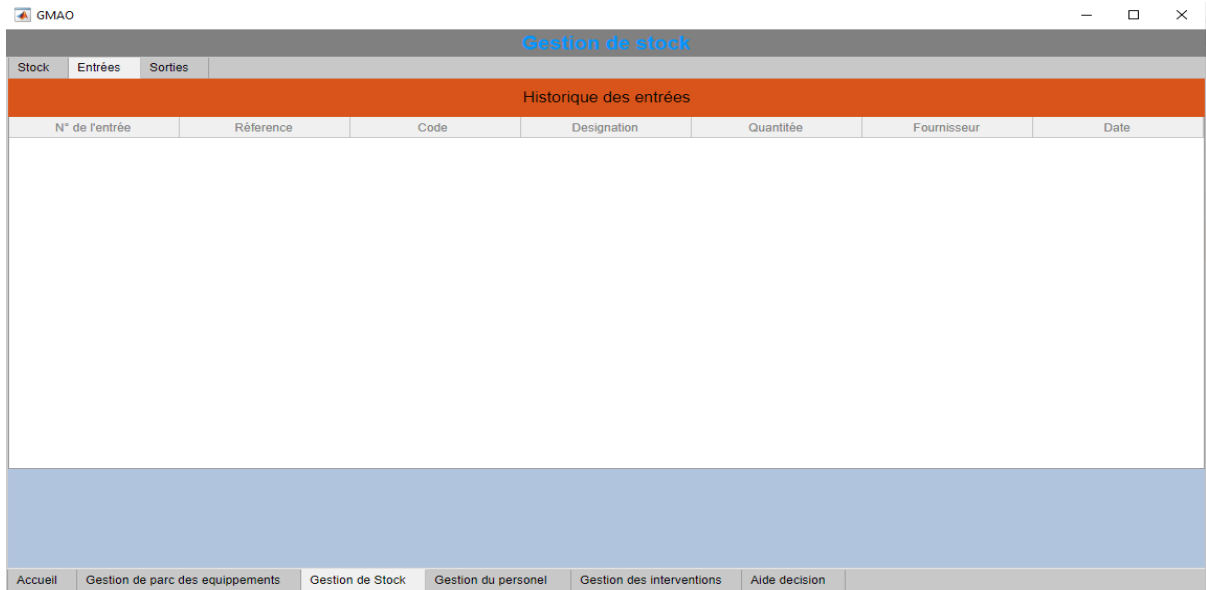 GMAO
Gestion de stock
Stock Entrées Sorties
Historique des entrées
N° de l'entrée Réference Code Designation Quantitée Fournisseur Date
Accueil Gestion de parc des equippements Gestion de Stock Gestion du personel Gestion des interventions Aide decision